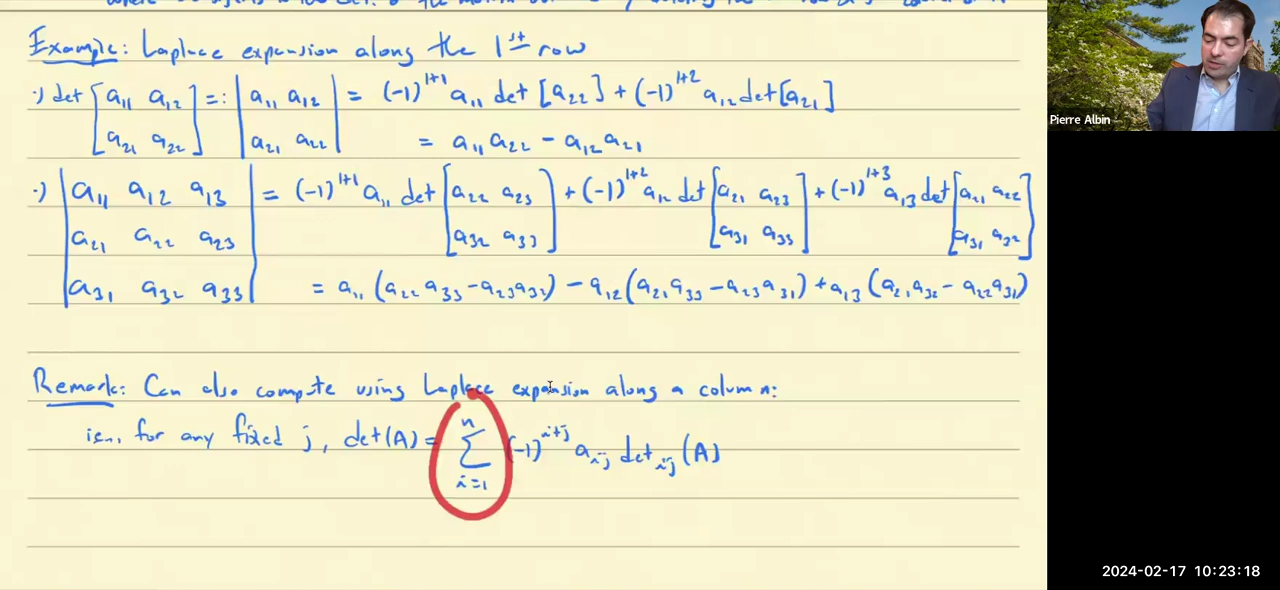 Example: Laplace expansion along the 1st row
·) det [a11 a12] =: |a11 a12| = (-1)^1+1 a11 det [a22] + (-1)^1+2 a12 det[a21]
[a21 a22] |a21 a22| = a11 a22 - a12 a21
·) |a11 a12 a13| = (-1)^1+1 a11 det [a22 a23] + (-1)^1+2 a12 det [a21 a23] + (-1)^1+3 a13 det [a21 a22]
|a21 a22 a23| [a32 a33] [a31 a33] [a31 a32]
|a31 a32 a33| = a11 (a22 a33 - a23 a32) - a12 (a21 a33 - a23 a31) + a13 (a21 a32 - a22 a31)
Remark: Can also compute using Laplace expansion along a column:
i.e., for any fixed j, det(A) = Σ_{i=1}^{n} (-1)^{i+j} a_ij det_ij (A)
Pierre Albin
2024-02-17 10:23:18